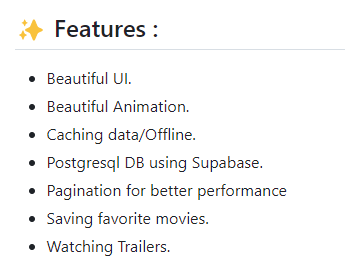 ✨ Features :
• Beautiful UI.
• Beautiful Animation.
• Caching data/Offline.
• Postgresql DB using Supabase.
• Pagination for better performance
• Saving favorite movies.
• Watching Trailers.